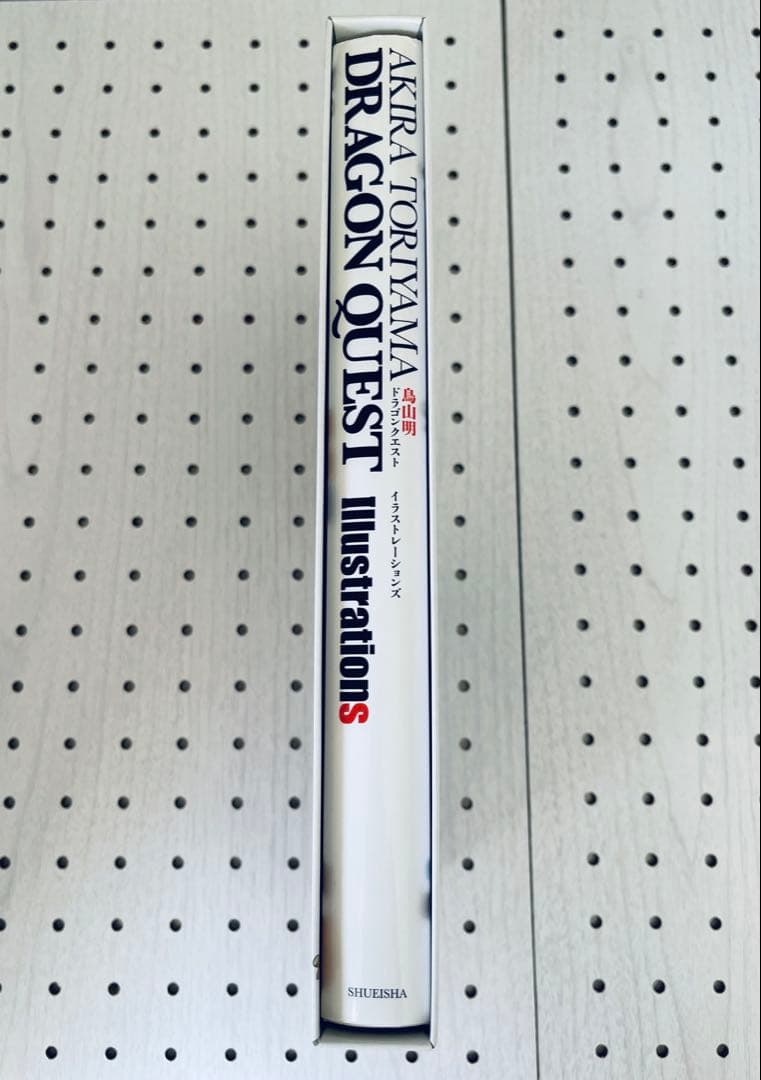 AKIRA TORIYAMA
DRAGON QUEST Illustrations
鳥山明
ドラゴンクエスト イラストレーションズ
SHUEISHA